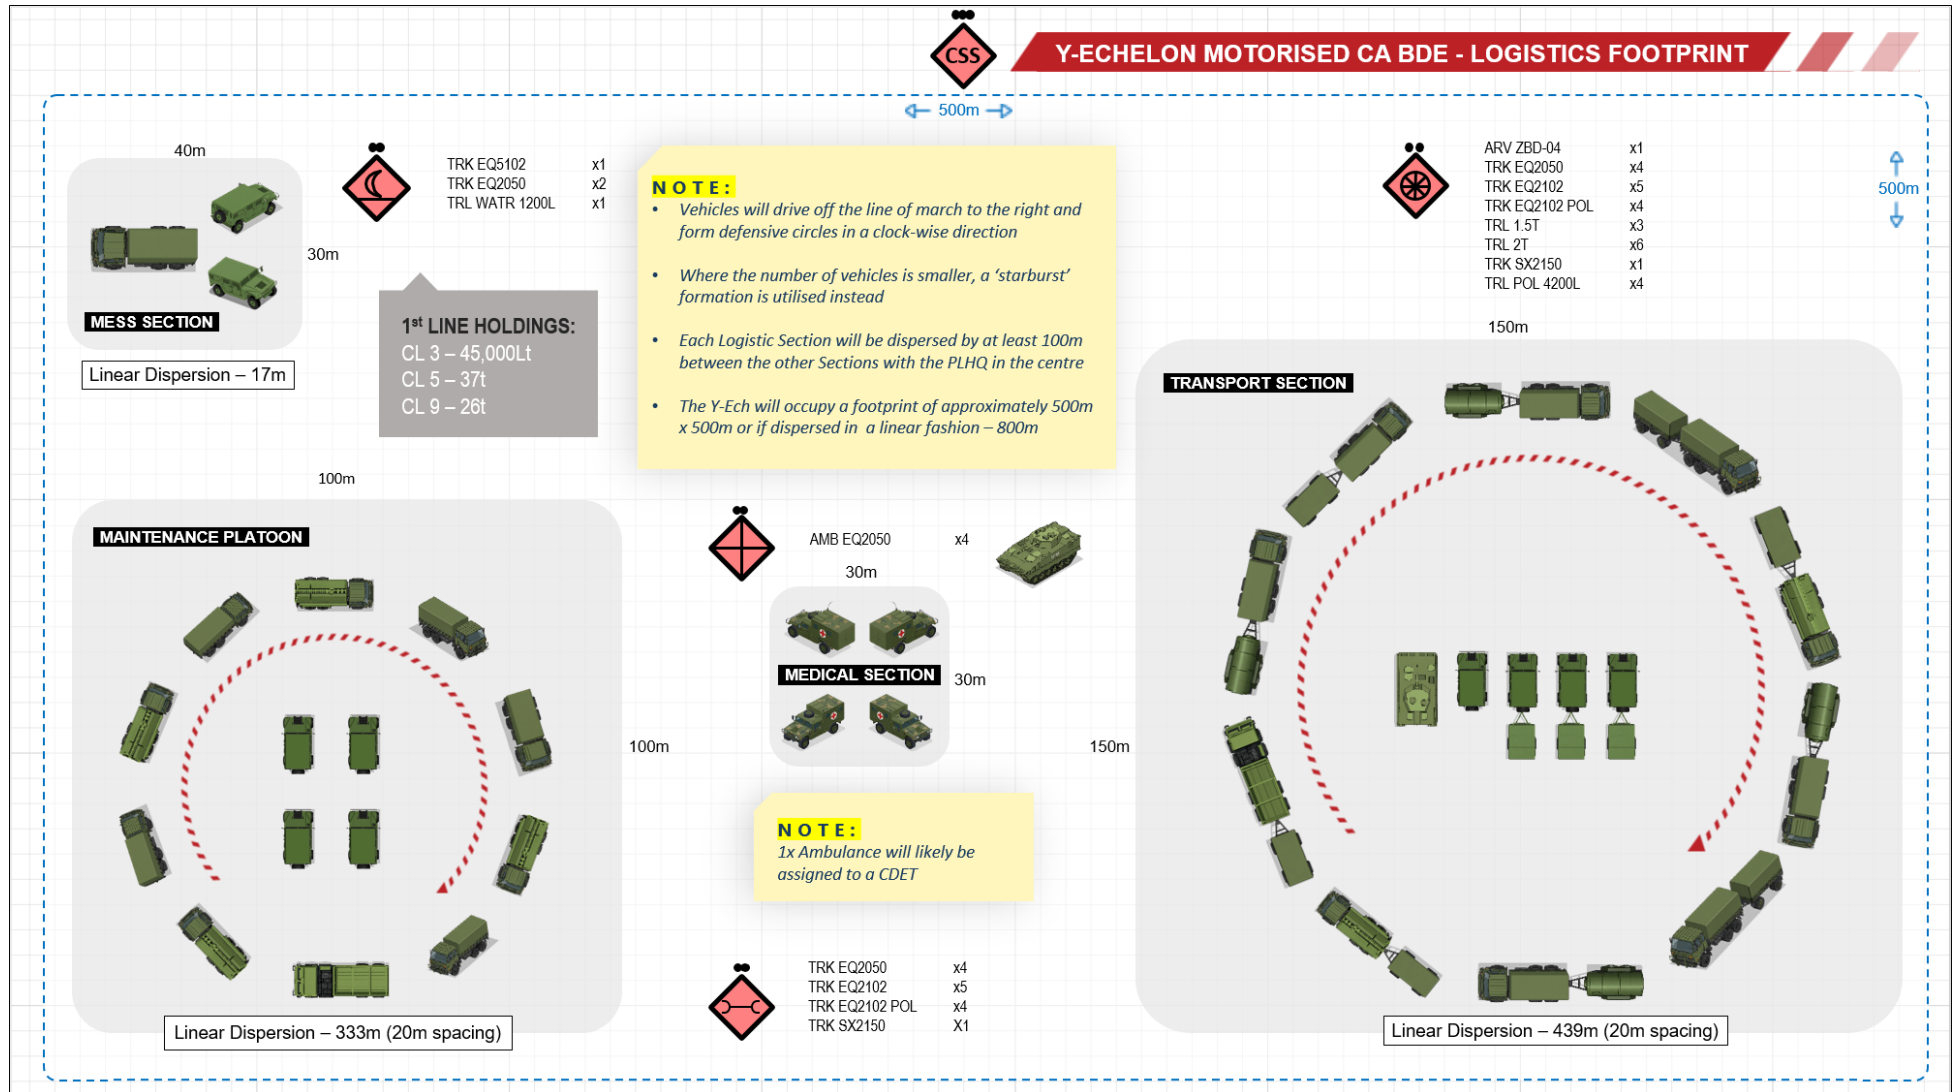 CSS
Y-ECHELON MOTORISED CA BDE - LOGISTICS FOOTPRINT
500m
40m
30m
MESS SECTION
Linear Dispersion – 17m
TRK EQ5102 x1
TRK EQ2050 x2
TRL WATR 1200L x1
1st LINE HOLDINGS:
CL 3 – 45,000Lt
CL 5 – 37t
CL 9 – 26t
NOTE:
• Vehicles will drive off the line of march to the right and
form defensive circles in a clock-wise direction
• Where the number of vehicles is smaller, a ‘starburst’
formation is utilised instead
• Each Logistic Section will be dispersed by at least 100m
between the other Sections with the PLHQ in the centre
• The Y-Ech will occupy a footprint of approximately 500m
x 500m or if dispersed in a linear fashion – 800m
ARV ZBD-04 x1
TRK EQ2050 x4
TRK EQ2102 x5
TRK EQ2102 POL x4
TRL 1.5T x3
TRL 2T x6
TRK SX2150 x1
TRL POL 4200L x4
500m
150m
TRANSPORT SECTION
150m
Linear Dispersion – 439m (20m spacing)
100m
MAINTENANCE PLATOON
100m
Linear Dispersion – 333m (20m spacing)
AMB EQ2050 x4
30m
MEDICAL SECTION
30m
NOTE:
1x Ambulance will likely be
assigned to a CDET
TRK EQ2050 x4
TRK EQ2102 x5
TRK EQ2102 POL x4
TRK SX2150 X1